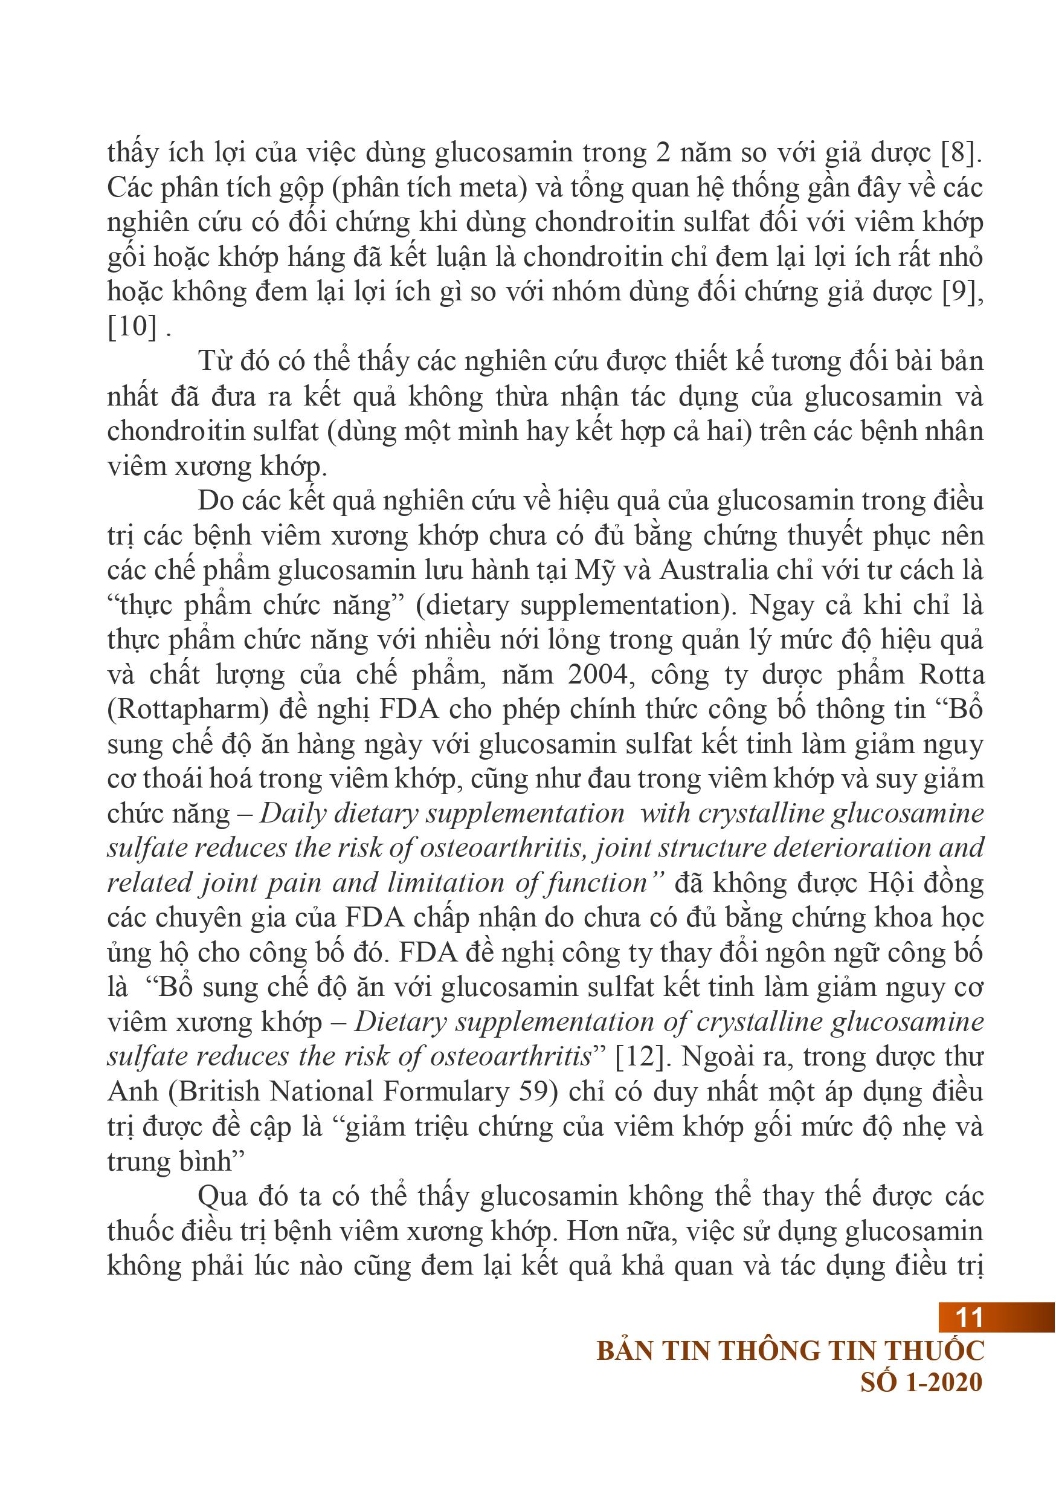 thấy ích lợi của việc dùng glucosamin trong 2 năm so với giả dược [8].
Các phân tích gộp (phân tích meta) và tổng quan hệ thống gần đây về các
nghiên cứu có đối chứng khi dùng chondroitin sulfat đối với viêm khớp
gối hoặc khớp háng đã kết luận là chondroitin chỉ đem lại lợi ích rất nhỏ
hoặc không đem lại lợi ích gì so với nhóm dùng đối chứng giả dược [9],
[10] .
Từ đó có thể thấy các nghiên cứu được thiết kế tương đối bài bản
nhất đã đưa ra kết quả không thừa nhận tác dụng của glucosamin và
chondroitin sulfat (dùng một mình hay kết hợp cả hai) trên các bệnh nhân
viêm xương khớp.
Do các kết quả nghiên cứu về hiệu quả của glucosamin trong điều
trị các bệnh viêm xương khớp chưa có đủ bằng chứng thuyết phục nên
các chế phẩm glucosamin lưu hành tại Mỹ và Australia chỉ với tư cách là
“thực phẩm chức năng” (dietary supplementation). Ngay cả khi chỉ là
thực phẩm chức năng với nhiều nới lỏng trong quản lý mức độ hiệu quả
và chất lượng của chế phẩm, năm 2004, công ty dược phẩm Rotta
(Rottapharm) đề nghị FDA cho phép chính thức công bố thông tin “Bổ
sung chế độ ăn hàng ngày với glucosamin sulfat kết tinh làm giảm nguy
cơ thoái hoá trong viêm khớp, cũng như đau trong viêm khớp và suy giảm
chức năng – Daily dietary supplementation with crystalline glucosamine
sulfate reduces the risk of osteoarthritis, joint structure deterioration and
related joint pain and limitation of function” đã không được Hội đồng
các chuyên gia của FDA chấp nhận do chưa có đủ bằng chứng khoa học
ủng hộ cho công bố đó. FDA đề nghị công ty thay đổi ngôn ngữ công bố
là “Bổ sung chế độ ăn với glucosamin sulfat kết tinh làm giảm nguy cơ
viêm xương khớp – Dietary supplementation of crystalline glucosamine
sulfate reduces the risk of osteoarthritis” [12]. Ngoài ra, trong dược thư
Anh (British National Formulary 59) chỉ có duy nhất một áp dụng điều
trị được đề cập là “giảm triệu chứng của viêm khớp gối mức độ nhẹ và
trung bình”
Qua đó ta có thể thấy glucosamin không thể thay thế được các
thuốc điều trị bệnh viêm xương khớp. Hơn nữa, việc sử dụng glucosamin
không phải lúc nào cũng đem lại kết quả khả quan và tác dụng điều trị
11
BẢN TIN THÔNG TIN THUỐC
SỐ 1-2020